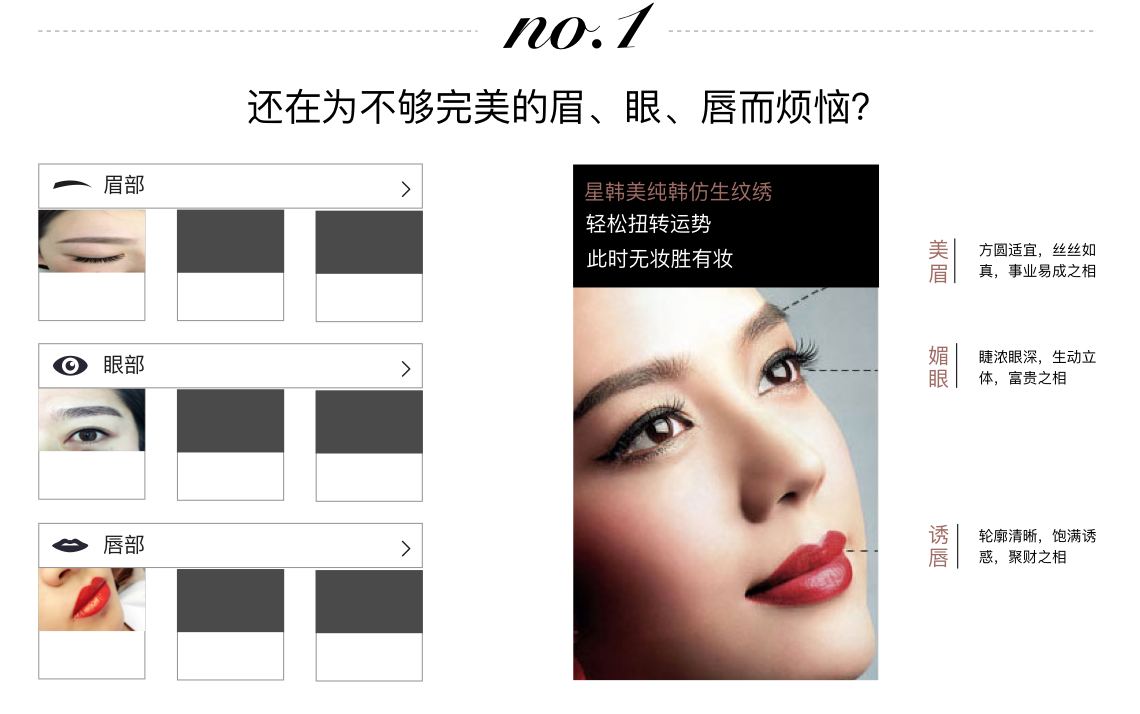 no.1
还在为不够完美的眉、眼、唇而烦恼？
眉部
眼部
唇部
星韩美纯韩仿生纹绣
轻松扭转运势
此时无妆胜有妆
美
眉
方圆适宜，丝丝如
真，事业易成之相
媚
眼
睫浓眼深，生动立
体，富贵之相
诱
唇
轮廓清晰，饱满诱
惑，聚财之相